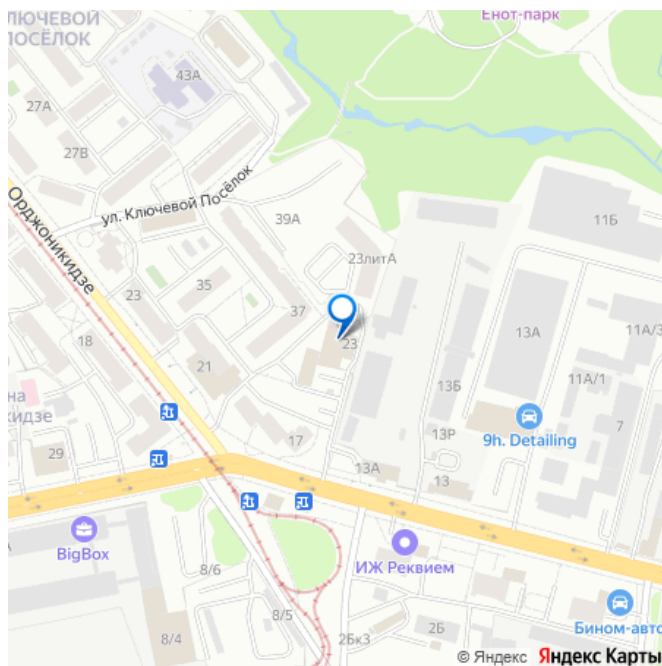 КЛЮЧЕВОЙ
ПОСЁЛОК
Енот-парк
43А
27А
27В
ул. Ключевой Посёлок
Орджоникидзе
39А
11Б
23литА
35
23
37
18
23
21
13А
11А/3
11А/1
13Б
на
кидзе
29
17
13Р
9h. Detailing
7
13А
13
BigBox
8/6
ИЖ Реквием
8/5
8/4
2Бк3
2Б
Бином-авто
© Яндекс Яндекс Карты